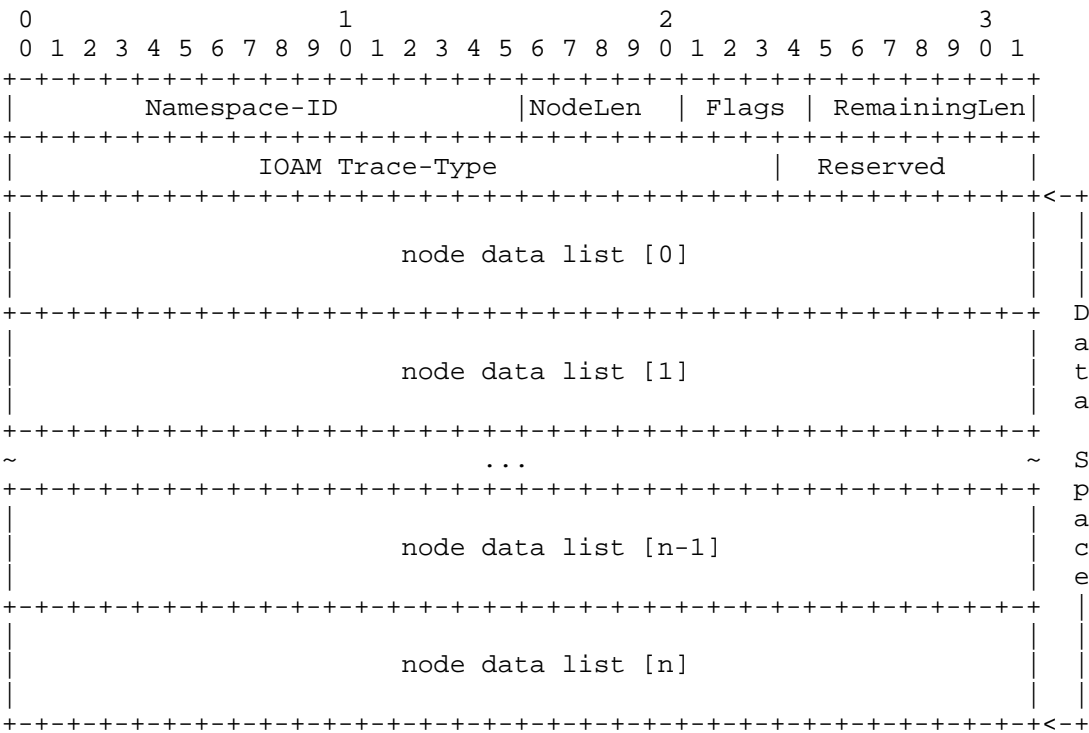 0                   1                   2                   3
 0 1 2 3 4 5 6 7 8 9 0 1 2 3 4 5 6 7 8 9 0 1 2 3 4 5 6 7 8 9 0 1
+-+-+-+-+-+-+-+-+-+-+-+-+-+-+-+-+-+-+-+-+-+-+-+-+-+-+-+-+-+-+-+-+
|        Namespace-ID           |NodeLen  | Flags | RemainingLen|
+-+-+-+-+-+-+-+-+-+-+-+-+-+-+-+-+-+-+-+-+-+-+-+-+-+-+-+-+-+-+-+-+
|               IOAM Trace-Type                 |  Reserved     |
+-+-+-+-+-+-+-+-+-+-+-+-+-+-+-+-+-+-+-+-+-+-+-+-+-+-+-+-+-+-+-+-+<-+
|                                                               |  |
|                        node data list [0]                     |  |
|                                                               |  |
+-+-+-+-+-+-+-+-+-+-+-+-+-+-+-+-+-+-+-+-+-+-+-+-+-+-+-+-+-+-+-+-+  D
|                                                               |  a
|                        node data list [1]                     |  t
|                                                               |  a
+-+-+-+-+-+-+-+-+-+-+-+-+-+-+-+-+-+-+-+-+-+-+-+-+-+-+-+-+-+-+-+-+
~                             ...                               ~  S
+-+-+-+-+-+-+-+-+-+-+-+-+-+-+-+-+-+-+-+-+-+-+-+-+-+-+-+-+-+-+-+-+  p
|                                                               |  a
|                        node data list [n-1]                   |  c
|                                                               |  e
+-+-+-+-+-+-+-+-+-+-+-+-+-+-+-+-+-+-+-+-+-+-+-+-+-+-+-+-+-+-+-+-+  |
|                                                               |  |
|                        node data list [n]                     |  |
|                                                               |  |
+-+-+-+-+-+-+-+-+-+-+-+-+-+-+-+-+-+-+-+-+-+-+-+-+-+-+-+-+-+-+-+-+<-+